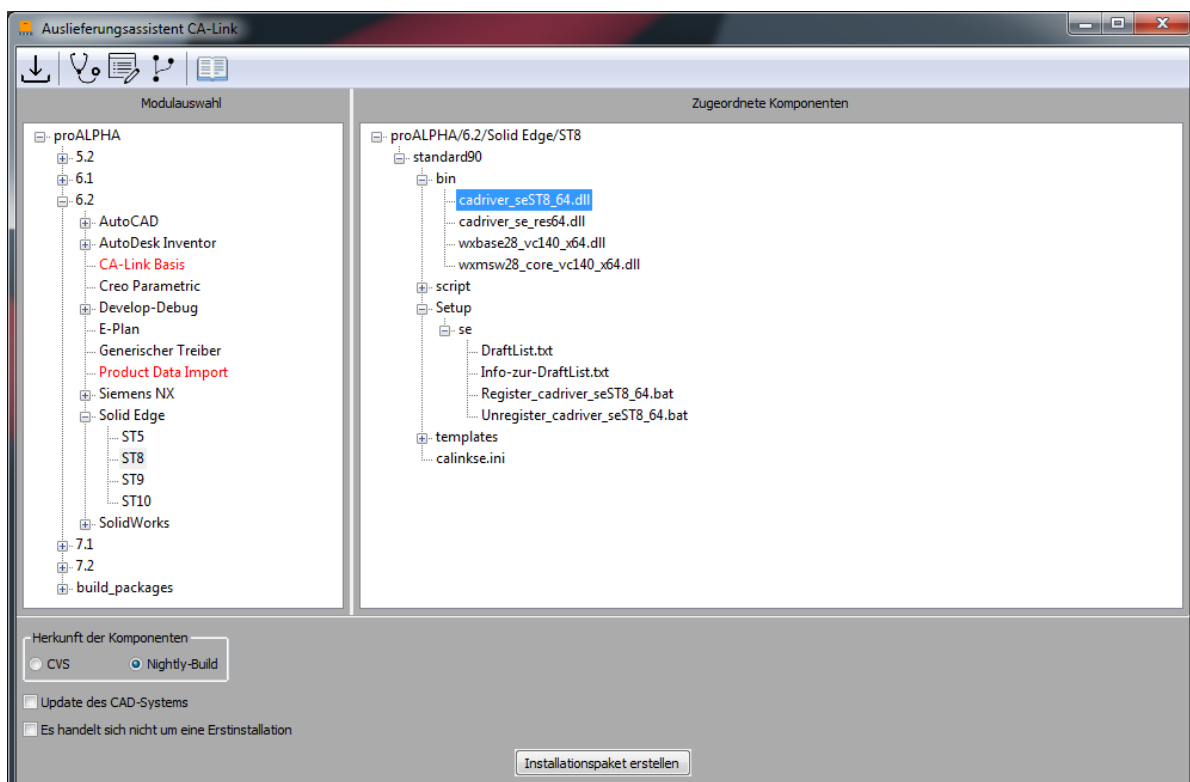 Auslieferungsassistent CA-Link
Modulauswahl
Zugeordnete Komponenten
proALPHA
5.2
6.1
6.2
AutoCAD
AutoDesk Inventor
CA-Link Basis
Creo Parametric
Develop-Debug
E-Plan
Generischer Treiber
Product Data Import
Siemens NX
Solid Edge
ST5
ST8
ST9
ST10
SolidWorks
7.1
7.2
build_packages
proALPHA/6.2/Solid Edge/ST8
standard90
bin
cadriver_seST8_64.dll
cadriver_se_res64.dll
wxbase28_vc140_x64.dll
wxmsw28_core_vc140_x64.dll
script
Setup
se
DraftList.txt
Info-zur-DraftList.txt
Register_cadriver_seST8_64.bat
Unregister_cadriver_seST8_64.bat
templates
calinkse.ini
Herkunft der Komponenten
CVS Nightly-Build
Update des CAD-Systems
Es handelt sich nicht um eine Erstinstallation
Installationspaket erstellen